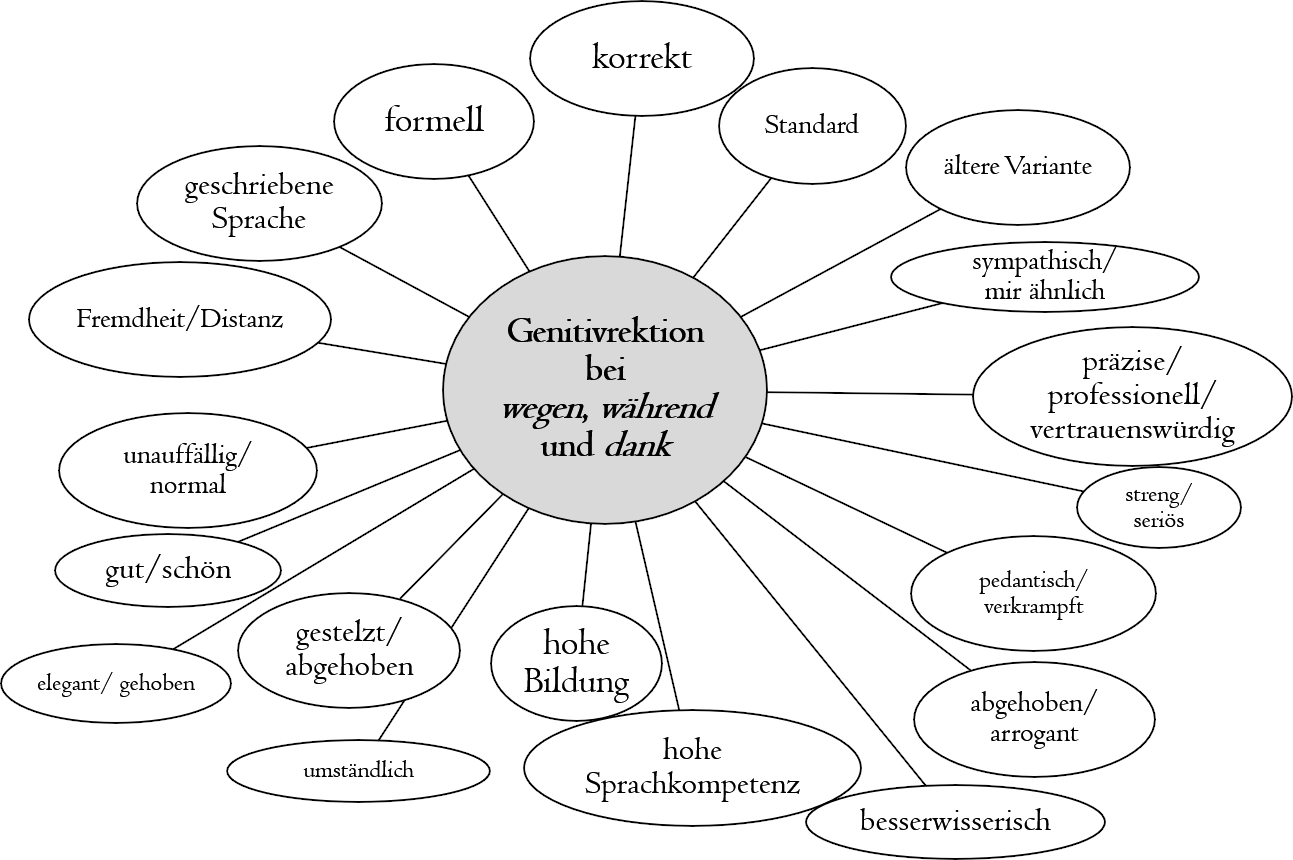 korrekt
formell
Standard
ältere Variante
geschriebene
Sprache
sympathisch/
mir ähnlich
Fremdheit/Distanz
Genitivrektion
bei
wegen, während
und dank
präzise/
professionell/
vertrauenswürdig
unauffällig/
normal
streng/
seriös
gut/schön
pedantisch/
verkrampft
elegant/ gehoben
gestelzt/
abgehoben
hohe
Bildung
abgehoben/
arrogant
umständlich
hohe
Sprachkompetenz
besserwisserisch